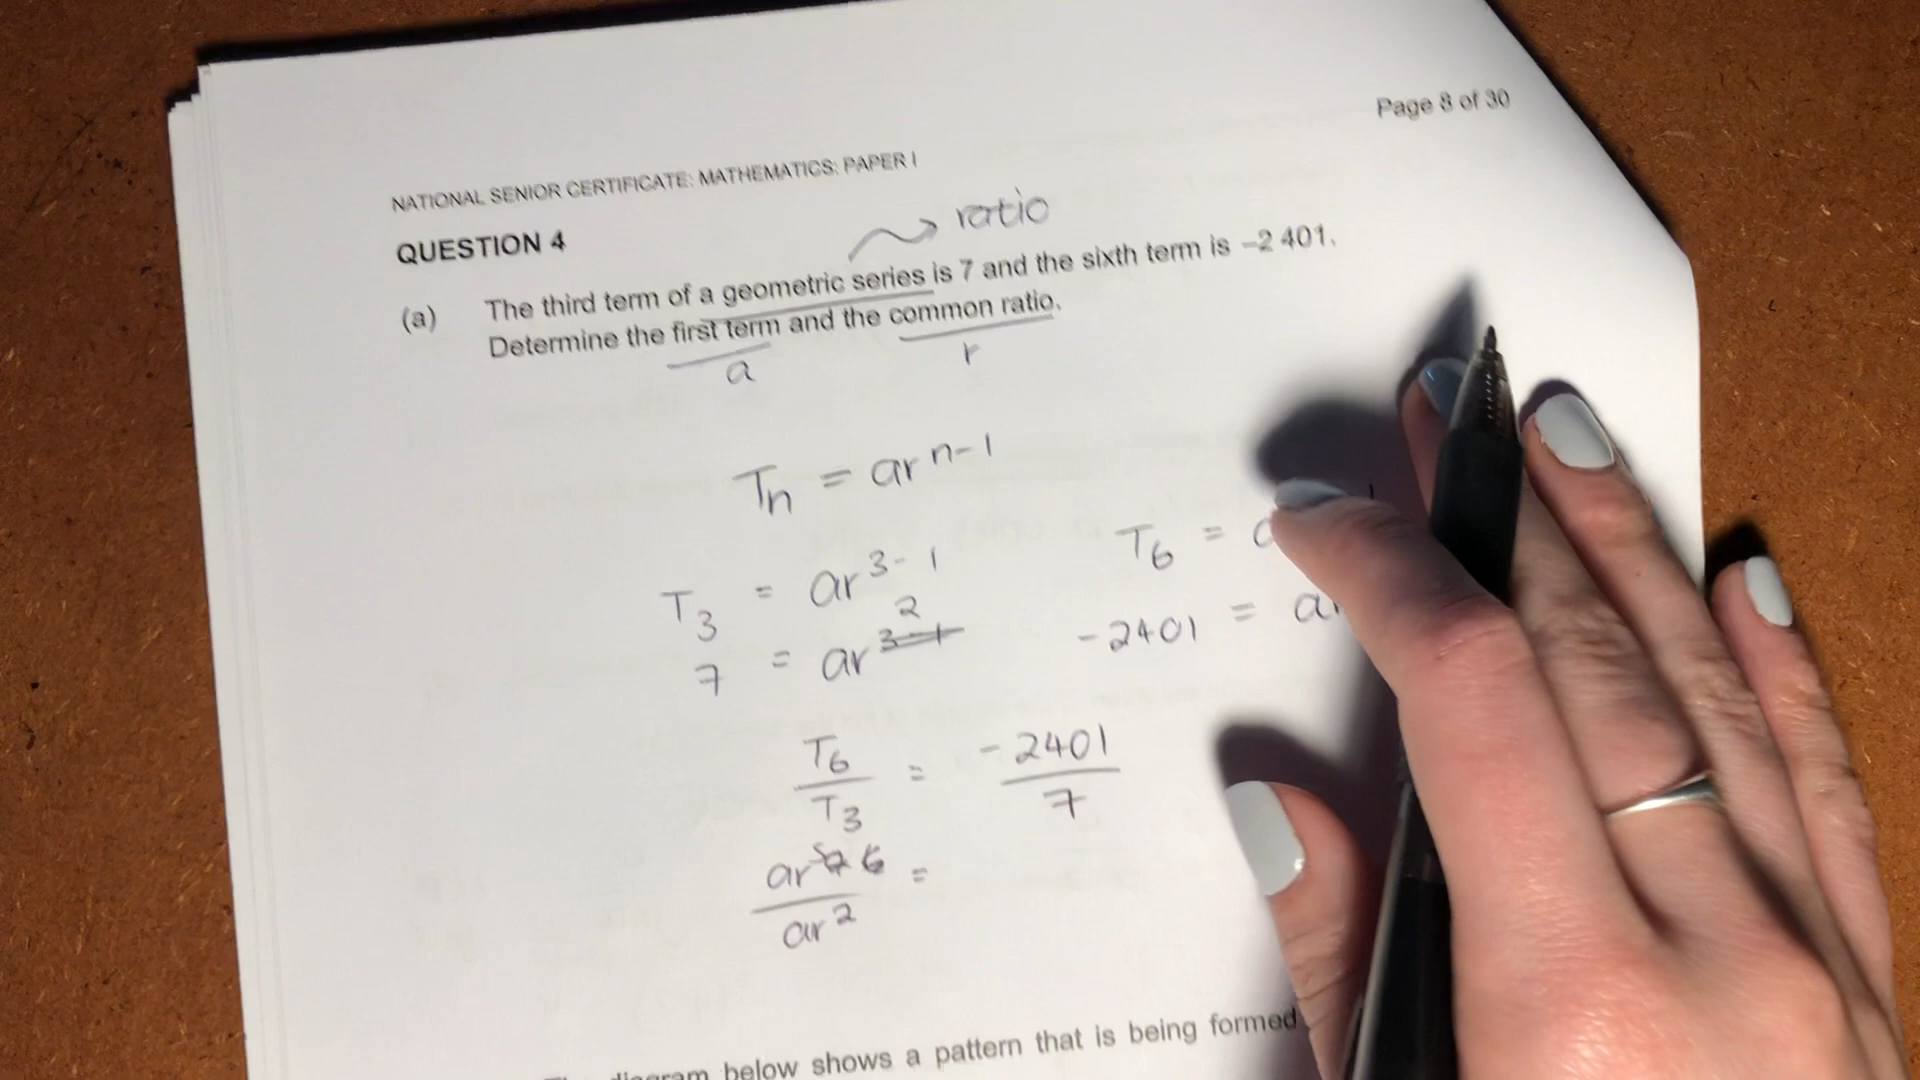 Page 8 of 30
NATIONAL SENIOR CERTIFICATE: MATHEMATICS: PAPER I
ratio
QUESTION 4
(a) The third term of a geometric series is 7 and the sixth term is –2 401.
Determine the first term and the common ratio.
a r
Tn = ar^n-1
T3 = ar^3-1 T6 =
7 = ar^2 -2401 = a
T6/T3 = -2401/7
ar^5/ar^2 =
diagram below shows a pattern that is being formed